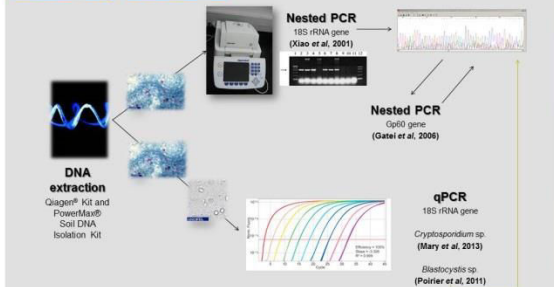 Nested PCR
18S rRNA gene
(Xiao et al, 2001)
Nested PCR
Gp60 gene
(Gatei et al, 2006)
DNA
extraction
Qiagen® Kit and
PowerMax®
Soil DNA
Isolation Kit
qPCR
18S rRNA gene
Cryptosporidium sp.
(Mary et al, 2013)
Blastocystis sp.
(Poirier et al, 2011)